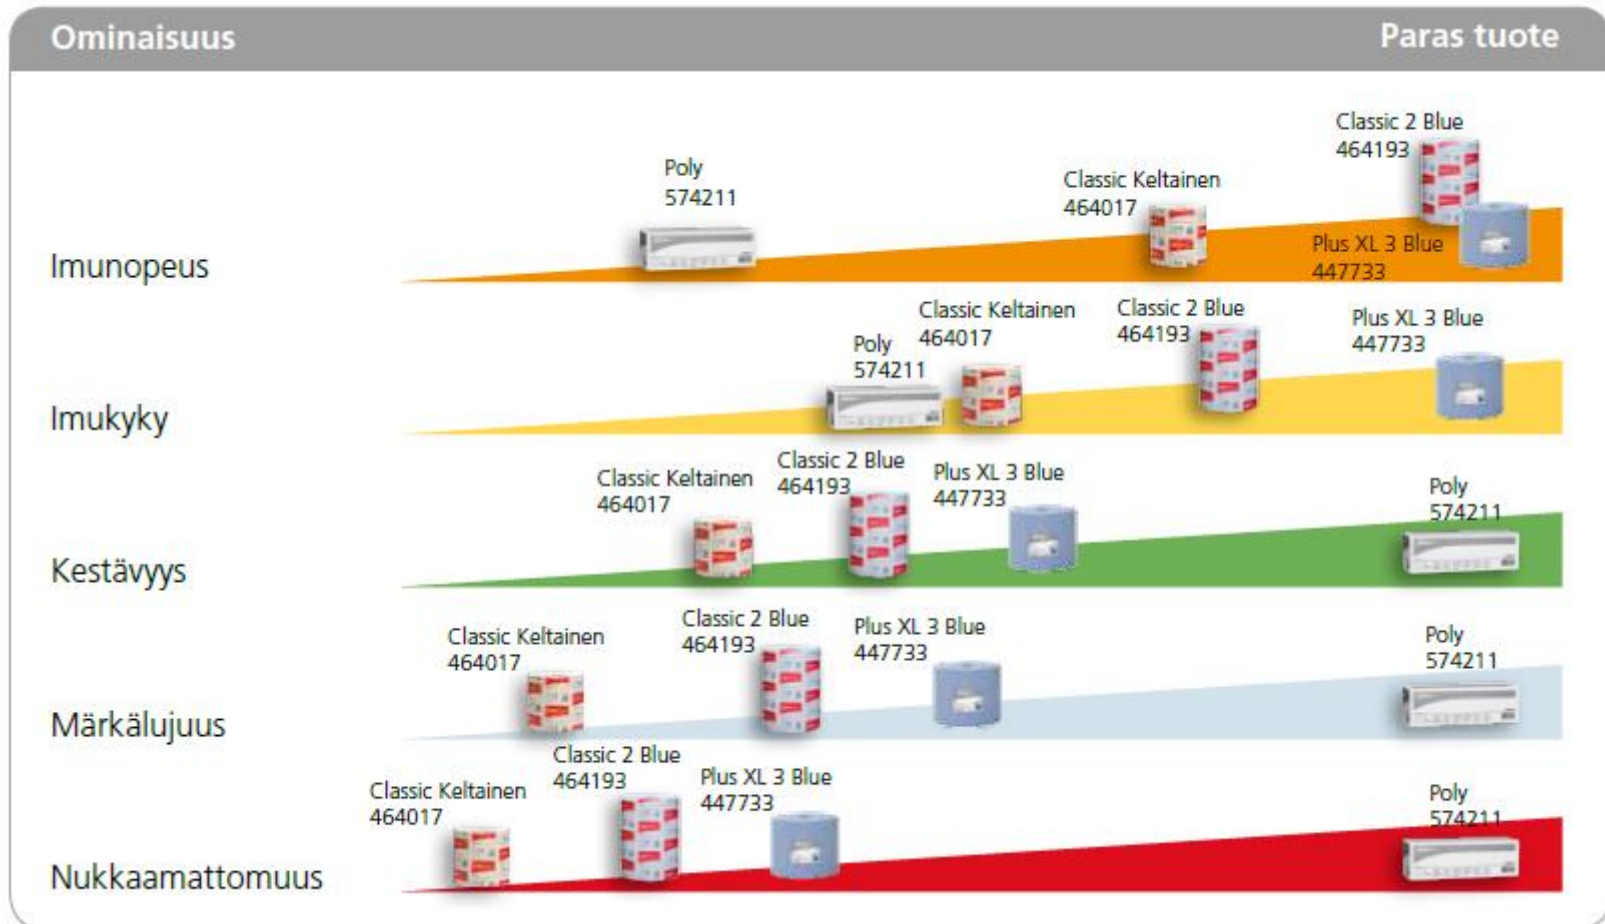 Ominaisuus
Paras tuote
Imunopeus
Poly
574211
Classic Keltainen
464017
Classic 2 Blue
464193
Plus XL 3 Blue
447733
Imukyky
Poly
574211
Classic Keltainen
464017
Classic 2 Blue
464193
Plus XL 3 Blue
447733
Kestävyys
Classic Keltainen
464017
Classic 2 Blue
464193
Plus XL 3 Blue
447733
Poly
574211
Märkälujuus
Classic Keltainen
464017
Classic 2 Blue
464193
Plus XL 3 Blue
447733
Poly
574211
Nukkaamattomuus
Classic Keltainen
464017
Classic 2 Blue
464193
Plus XL 3 Blue
447733
Poly
574211